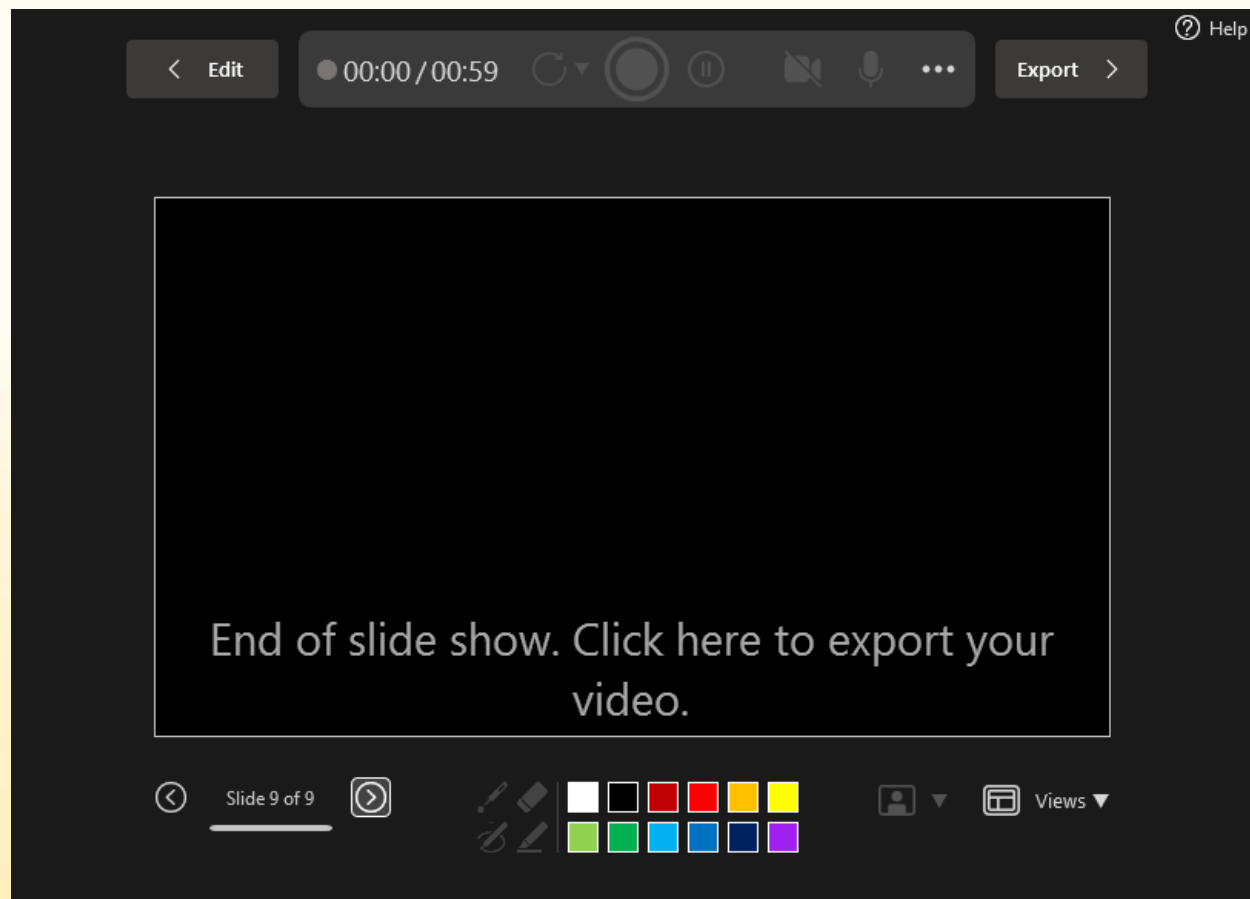 Help
Edit
00:00 / 00:59
Export
End of slide show. Click here to export your
video.
Slide 9 of 9
Views